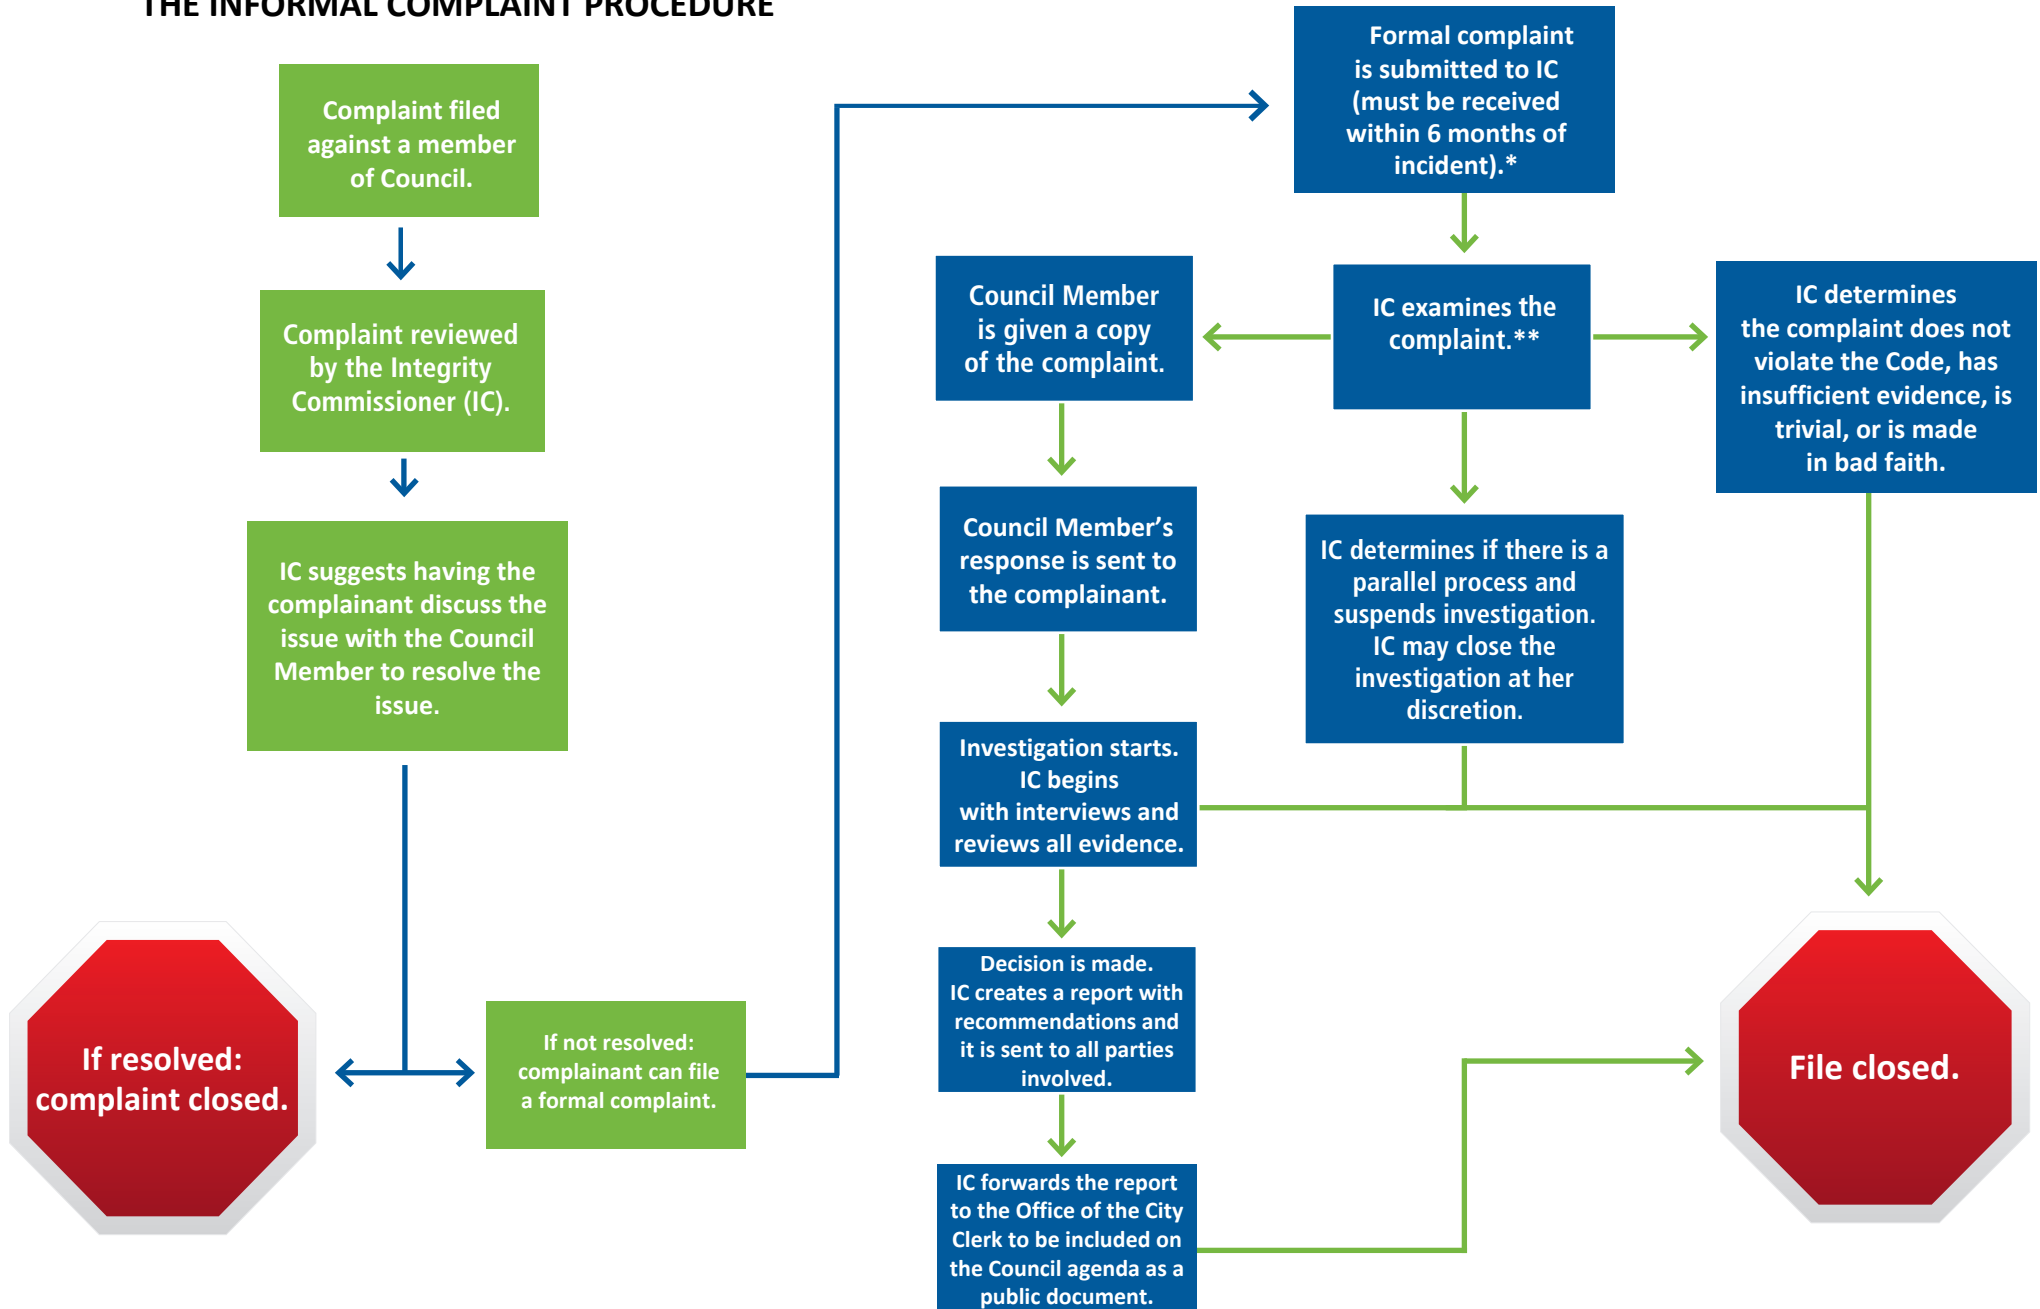 THE INFORMAL COMPLAINT PROCEDURE
Complaint filed
against a member
of Council.
Complaint reviewed
by the Integrity
Commissioner (IC).
IC suggests having the
complainant discuss the
issue with the Council
Member to resolve the
issue.
If resolved:
complaint closed.
If not resolved:
complainant can file
a formal complaint.
Formal complaint
is submitted to IC
(must be received
within 6 months of
incident).*
IC examines the
complaint.**
Council Member
is given a copy
of the complaint.
Council Member’s
response is sent to
the complainant.
Investigation starts.
IC begins
with interviews and
reviews all evidence.
Decision is made.
IC creates a report with
recommendations and
it is sent to all parties
involved.
IC forwards the report
to the Office of the City
Clerk to be included on
the Council agenda as a
public document.
IC determines if there is a
parallel process and
suspends investigation.
IC may close the
investigation at her
discretion.
IC determines
the complaint does not
violate the Code, has
insufficient evidence, is
trivial, or is made
in bad faith.
File closed.